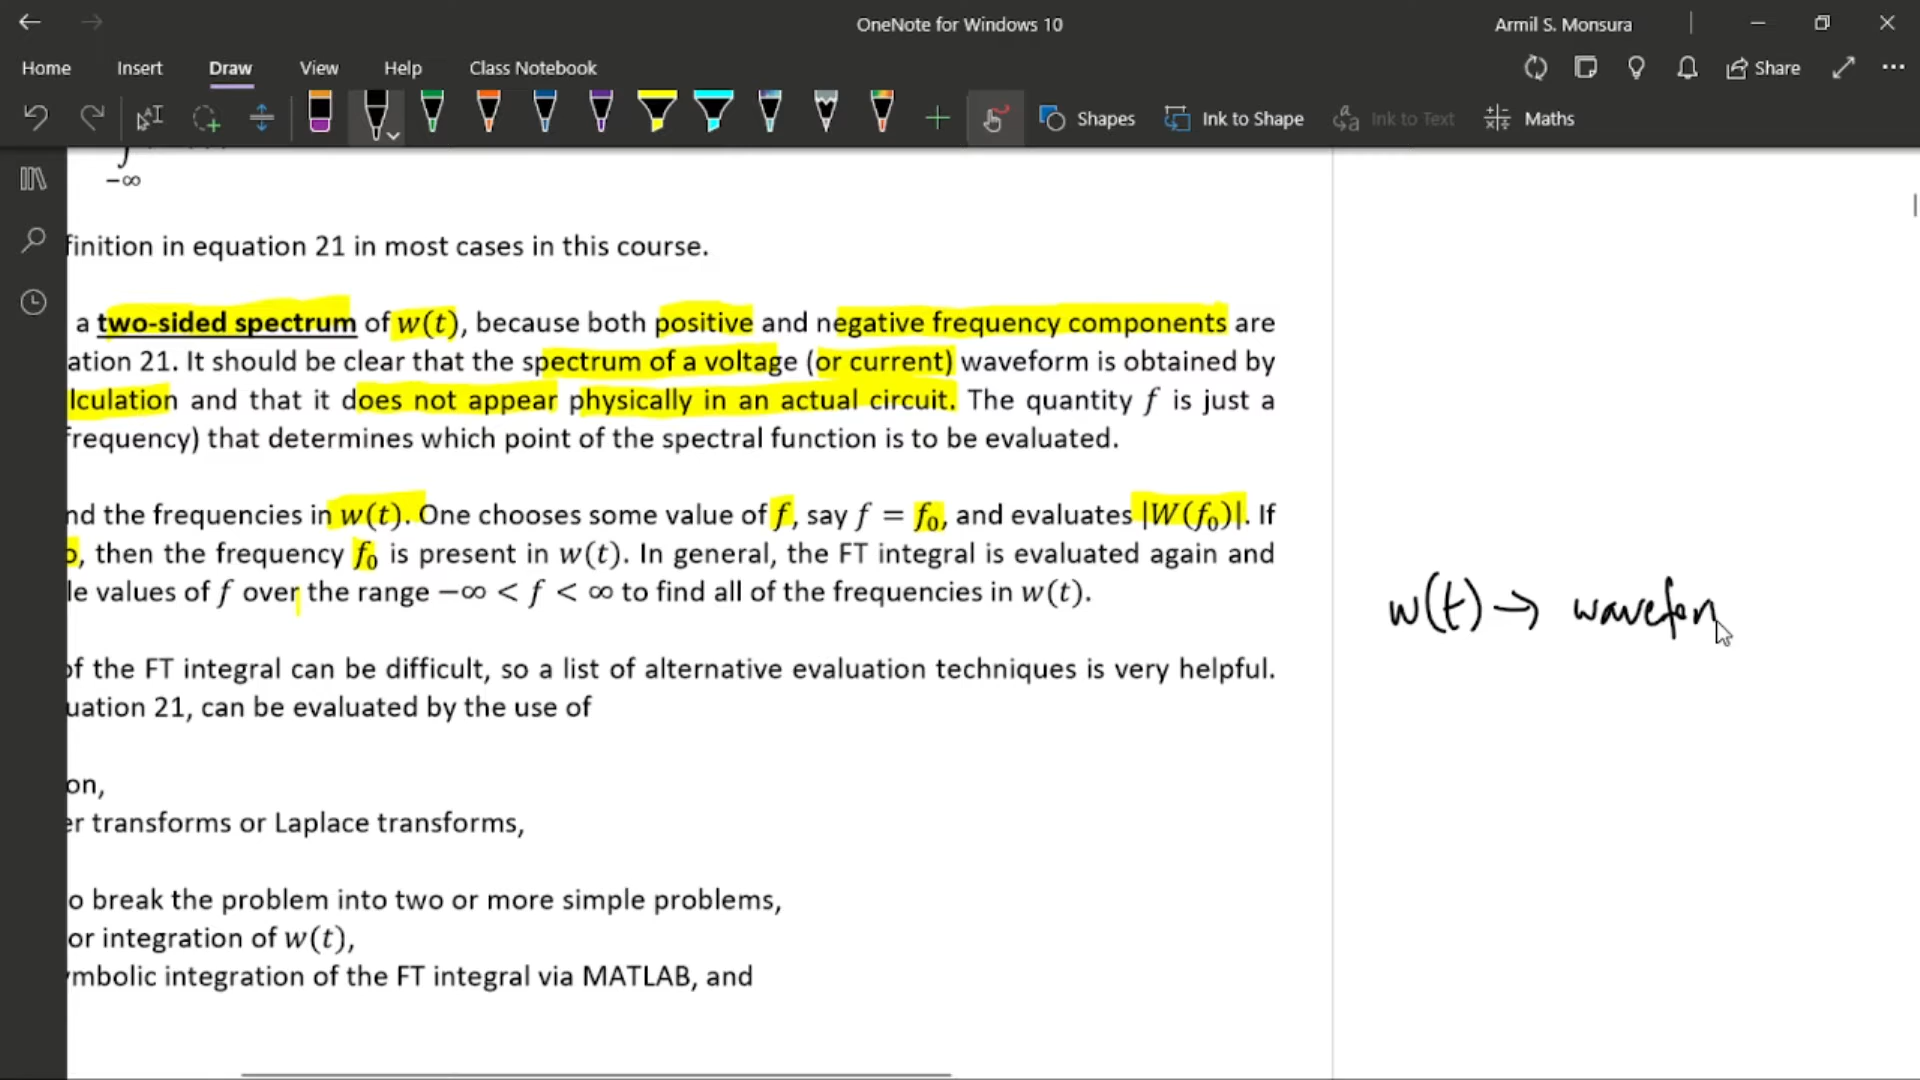 OneNote for Windows 10
Armil S. Monsura
Home Insert Draw View Help Class Notebook
Share
Shapes Ink to Shape Ink to Text Maths
−∞
finition in equation 21 in most cases in this course.
a two-sided spectrum of w(t), because both positive and negative frequency components are
ation 21. It should be clear that the spectrum of a voltage (or current) waveform is obtained by
lculation and that it does not appear physically in an actual circuit. The quantity f is just a
frequency) that determines which point of the spectral function is to be evaluated.
nd the frequencies in w(t). One chooses some value of f, say f = f₀, and evaluates |W(f₀)|. If
o, then the frequency f₀ is present in w(t). In general, the FT integral is evaluated again and
le values of f over the range −∞ < f < ∞ to find all of the frequencies in w(t).
w(t) → wavefor
of the FT integral can be difficult, so a list of alternative evaluation techniques is very helpful.
uation 21, can be evaluated by the use of
on,
er transforms or Laplace transforms,
o break the problem into two or more simple problems,
or integration of w(t),
ymbolic integration of the FT integral via MATLAB, and